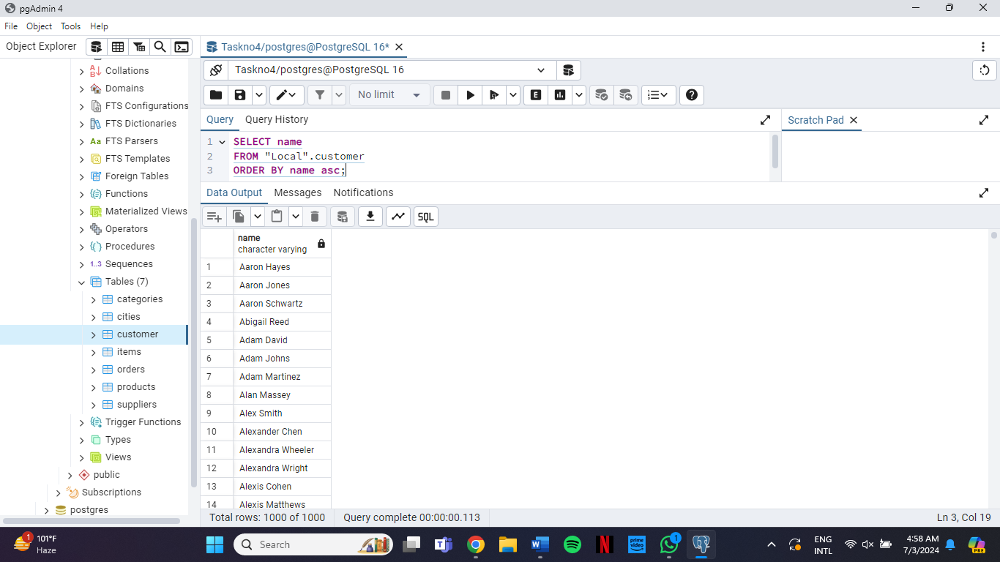 pgAdmin 4
File Object Tools Help
Object Explorer
Collations
Domains
FTS Configurations
FTS Dictionaries
Aa FTS Parsers
FTS Templates
Foreign Tables
Functions
Materialized Views
Operators
Procedures
1..3 Sequences
Tables (7)
categories
cities
customer
items
orders
products
suppliers
Trigger Functions
Types
Views
public
Subscriptions
postgres
Taskno4/postgres@PostgreSQL 16*
Taskno4/postgres@PostgreSQL 16
No limit
E
Query Query History
Scratch Pad
1 SELECT name
2 FROM "Local".customer
3 ORDER BY name asc;
Data Output Messages Notifications
SQL
name
character varying
1 Aaron Hayes
2 Aaron Jones
3 Aaron Schwartz
4 Abigail Reed
5 Adam David
6 Adam Johns
7 Adam Martinez
8 Alan Massey
9 Alex Smith
10 Alexander Chen
11 Alexandra Wheeler
12 Alexandra Wright
13 Alexis Cohen
14 Alexis Matthews
Total rows: 1000 of 1000 Query complete 00:00:00.113 Ln 3, Col 19
1
101°F
Haze
Search
prime video
1
ENG
INTL
4:58 AM
7/3/2024
PRE